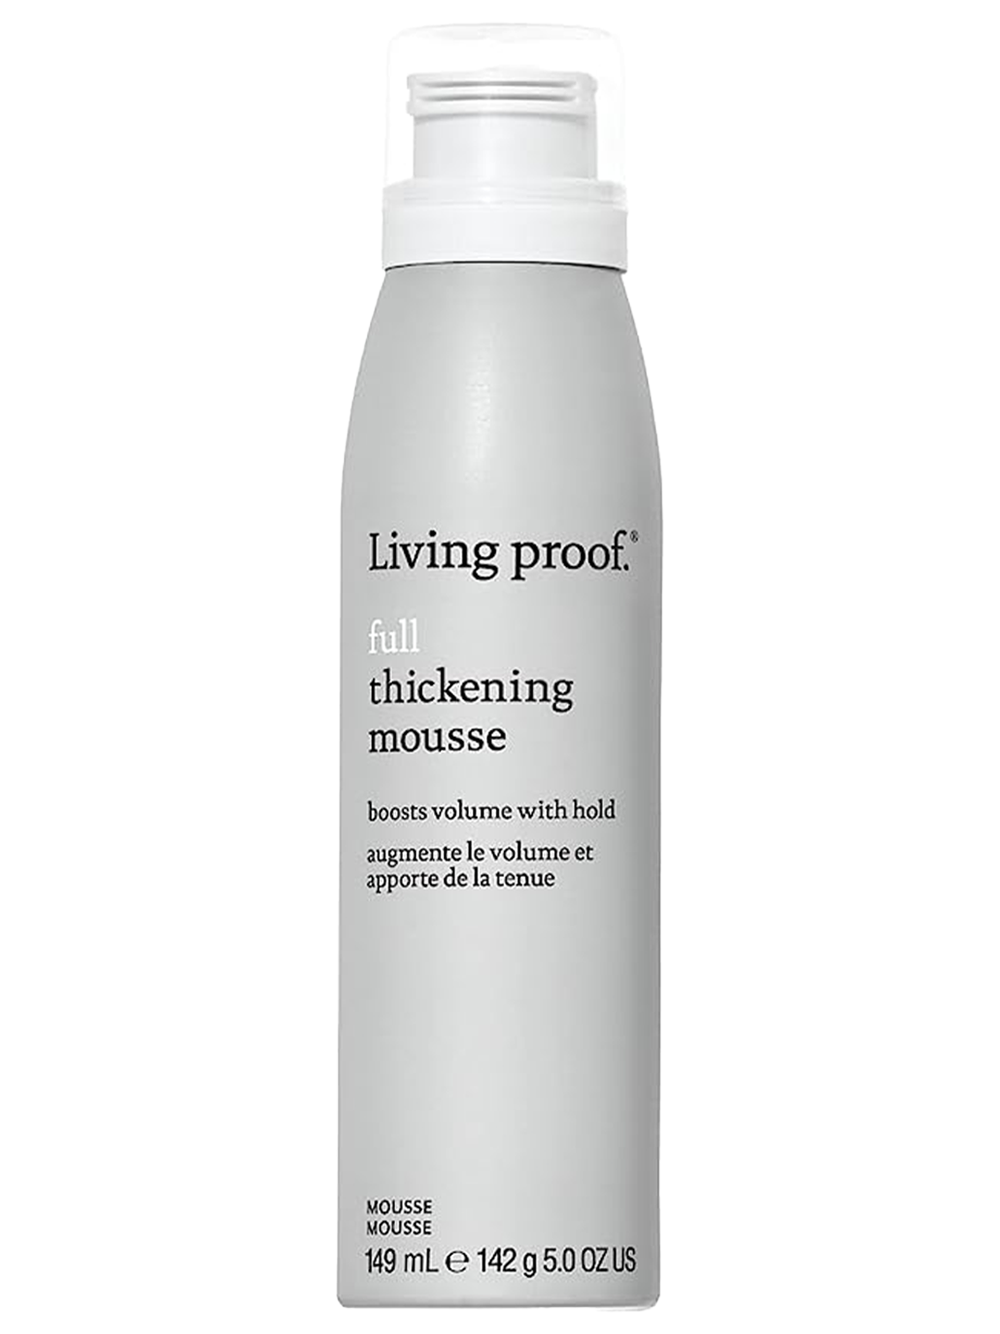 Living proof.®
full
thickening
mousse
boosts volume with hold
augmente le volume et
apporte de la tenue
MOUSSE
MOUSSE
149 mL ℮ 142 g 5.0 OZ US